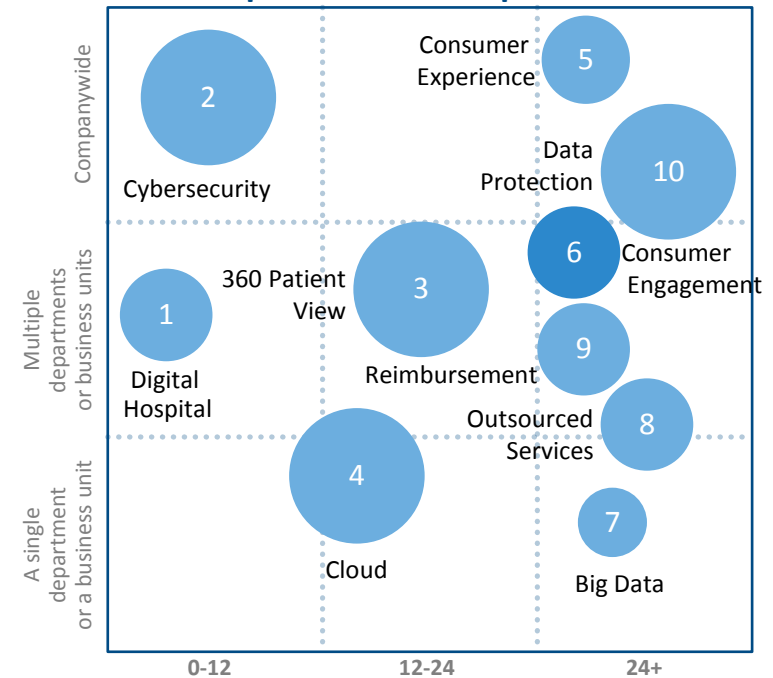 Companywide
2
Cybersecurity
Consumer
Experience
5
Data
Protection
10
Multiple
departments
or business units
1
Digital
Hospital
360 Patient
View
3
Reimbursement
6
Consumer
Engagement
9
Outsourced
Services
8
A single
department
or a business unit
4
Cloud
7
Big Data
0-12
12-24
24+